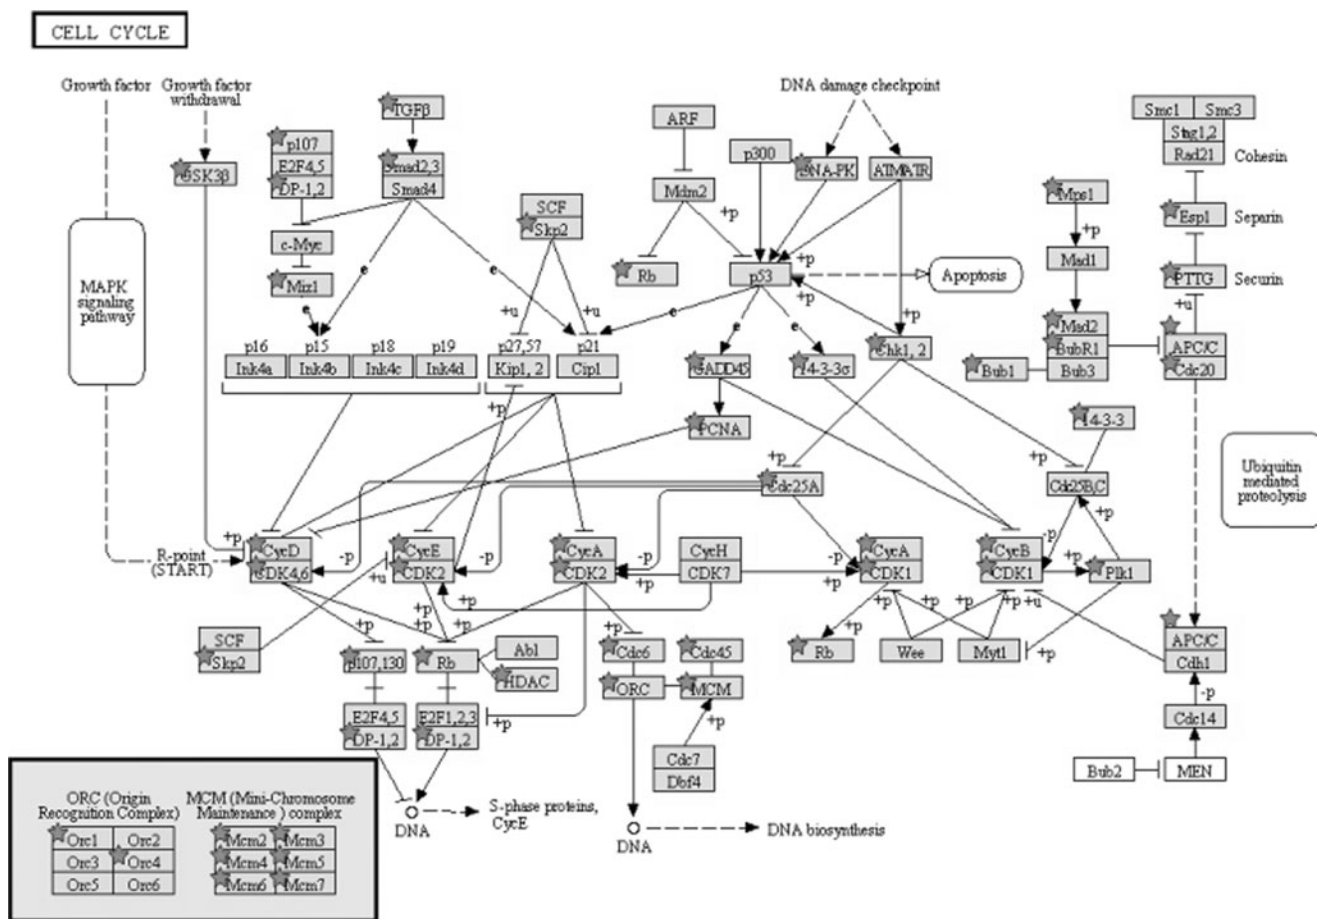 CELL CYCLE
Growth factor
Growth factor
withdrawal
TGFβ
DNA damage checkpoint
Smc1 Smc3
Stag1,2
Rad21
Cohesin
ARF
p107
E2F4,5
DP-1,2
GSK3β
Smad2,3
Smad4
p300
DNA-PK
ATM/ATR
Mdm2
Mps1
SCF
Skp2
+p
Esp1
Separin
c-Myc
+p
Mad1
MAPK
signaling
pathway
Miz1
e
e
Rb
p53
+p
Apoptosis
PTTG
Securin
+u
e
+u
+u
e
e
e
+p
+p
Mad2
BubR1
Bub3
Bub1
APC/C
Cdc20
p16
Ink4a
p15
Ink4b
p18
Ink4c
p19
Ink4d
p27,57
Kip1, 2
p21
Cip1
GADD45
14-3-3σ
Chk1, 2
+p
PCNA
14-3-3
Ubiquitin
mediated
proteolysis
+p
Cdc25A
+p
Cdc25B,C
+p
R-point
(START)
+p
CycD
CDK4,6
-p
CycE
CDK2
+u
-p
CycA
CDK2
-p
+p
CycH
CDK7
-p
+p
CycA
CDK1
CycB
CDK1
-p
+p
Plk1
SCF
Skp2
+p
+p
+p
+p
+p
+p
+p
+p
+u
+p
p107,130
Rb
Abl
HDAC
Cdc6
Cdc45
ORC
MCM
Rb
Wee
Myt1
APC/C
Cdh1
-p
Cdc14
E2F4,5
DP-1,2
E2F1,2,3
DP-1,2
+p
+p
Cdc7
Dbf4
Bub2
MEN
DNA
S-phase proteins,
CycE
DNA
DNA biosynthesis
ORC (Origin
Recognition Complex)
Orc1 Orc2
Orc3 Orc4
Orc5 Orc6
MCM (Mini-Chromosome
Maintenance ) complex
Mcm2 Mcm3
Mcm4 Mcm5
Mcm6 Mcm7